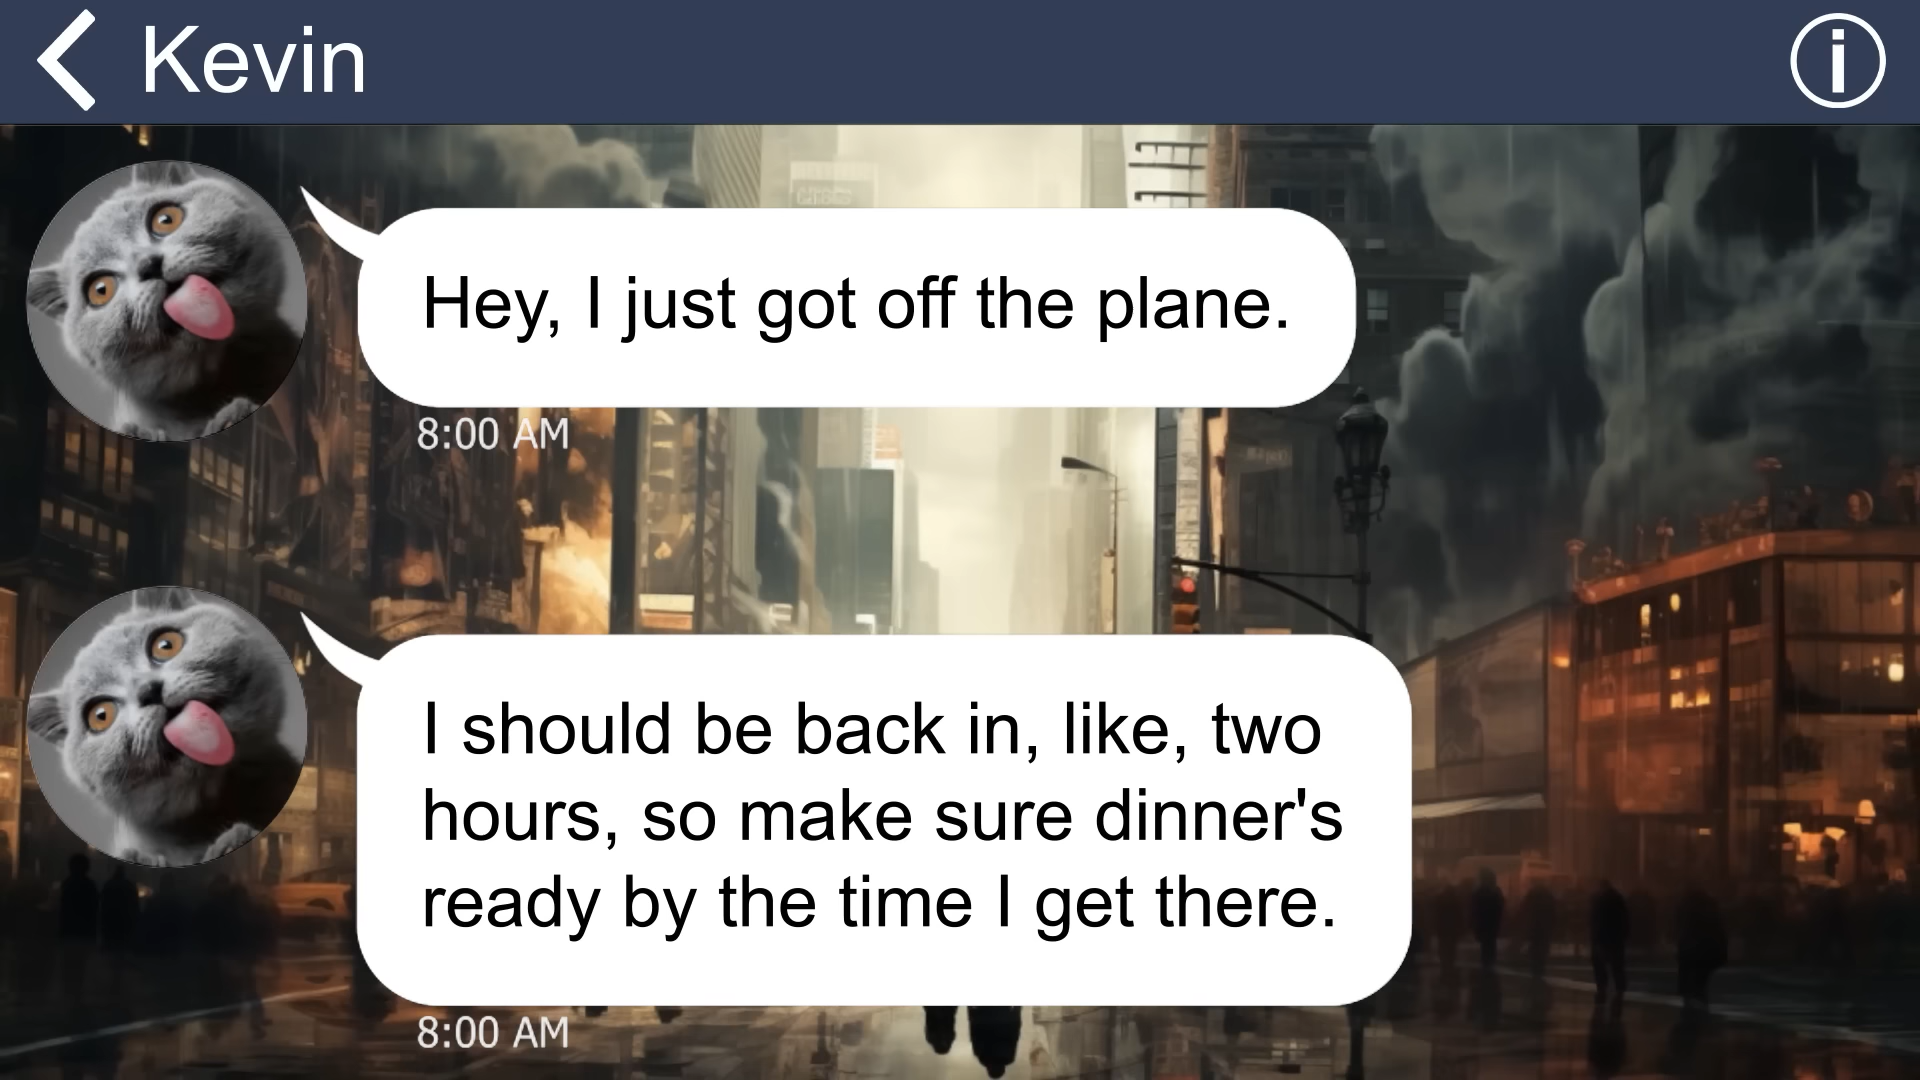 Kevin
Hey, I just got off the plane.
8:00 AM
I should be back in, like, two
hours, so make sure dinner's
ready by the time I get there.
8:00 AM